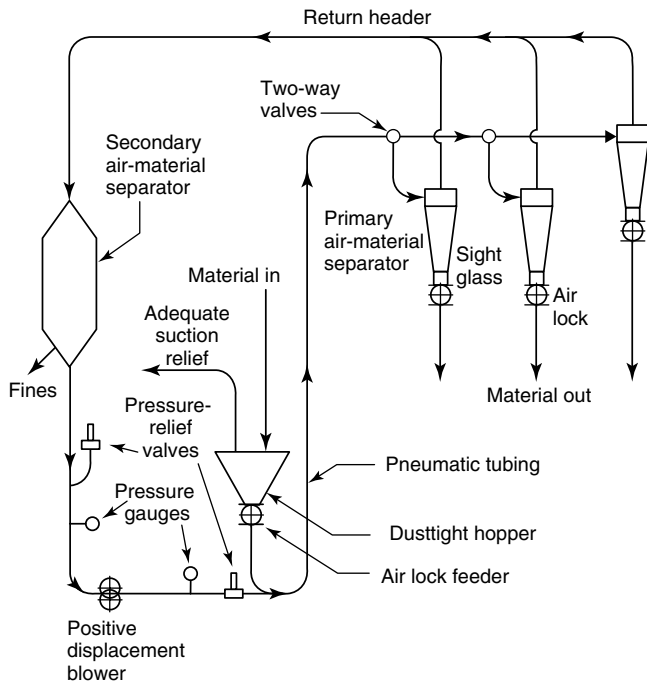 Return header
Two-way
valves
Secondary
air-material
separator
Primary
air-material
separator
Sight
glass
Material in
Air
lock
Adequate
suction
relief
Fines
Material out
Pressure-
relief
valves
Pneumatic tubing
Pressure
gauges
Dusttight hopper
Air lock feeder
Positive
displacement
blower